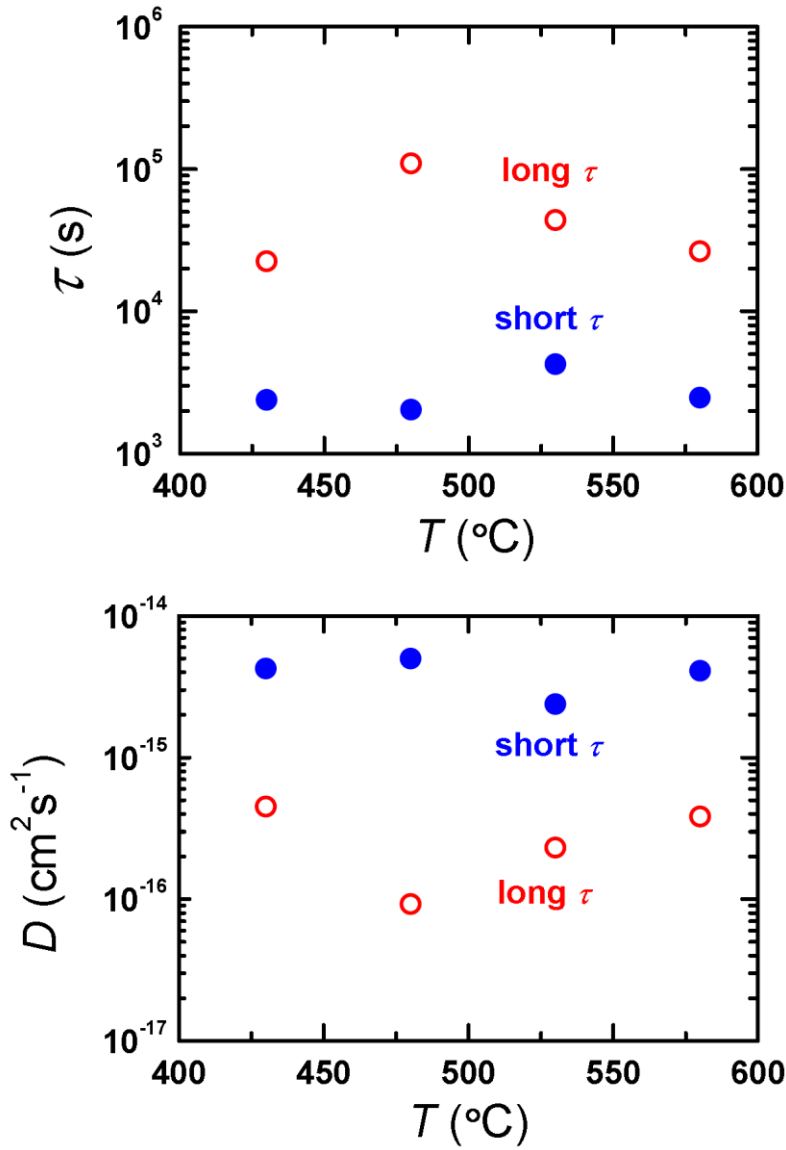 10⁶
10⁵
10⁴
10³
τ (s)
long τ
short τ
400 450 500 550 600
T (°C)
10⁻¹⁴
10⁻¹⁵
10⁻¹⁶
10⁻¹⁷
D (cm²s⁻¹)
short τ
long τ
400 450 500 550 600
T (°C)